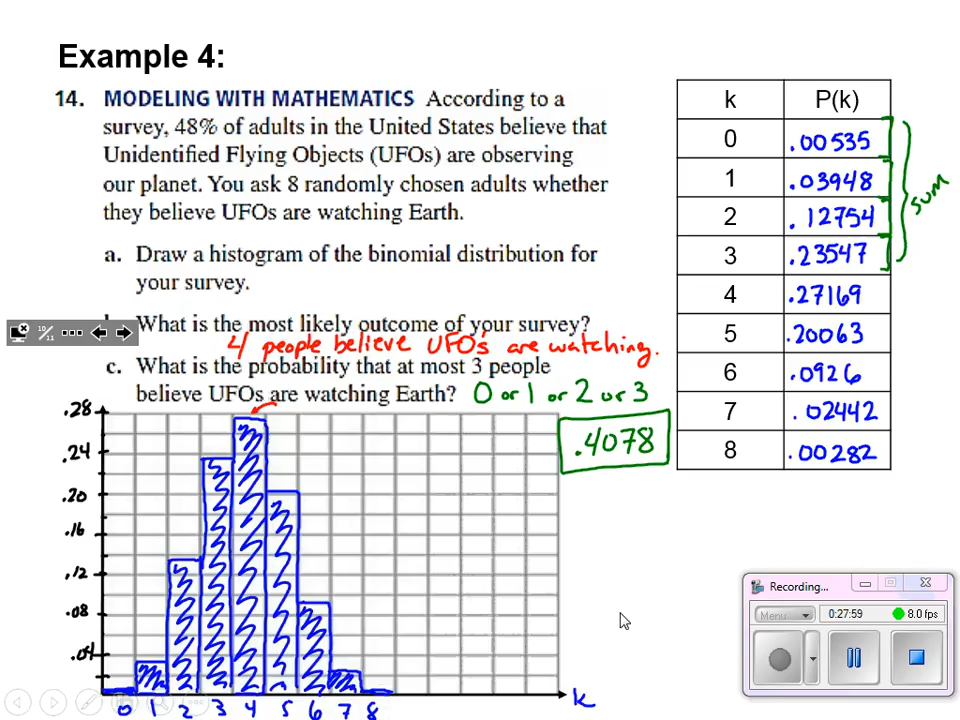 Example 4:
14. MODELING WITH MATHEMATICS According to a
survey, 48% of adults in the United States believe that
Unidentified Flying Objects (UFOs) are observing
our planet. You ask 8 randomly chosen adults whether
they believe UFOs are watching Earth.
a. Draw a histogram of the binomial distribution for
your survey.
What is the most likely outcome of your survey?
4 people believe UFO's are watching.
c. What is the probability that at most 3 people
believe UFOs are watching Earth? 0 or 1 or 2 or 3
.4078
k P(k)
0 .00535
1 .03948
2 .12754
3 .23547
4 .27169
5 .20063
6 .0926
7 .02442
8 .00282
sum
.28
.24
.20
.16
.12
.08
.04
0 1 2 3 4 5 6 7 8
k
10/11
Recording...
Menu 0:27:59 8.0 fps